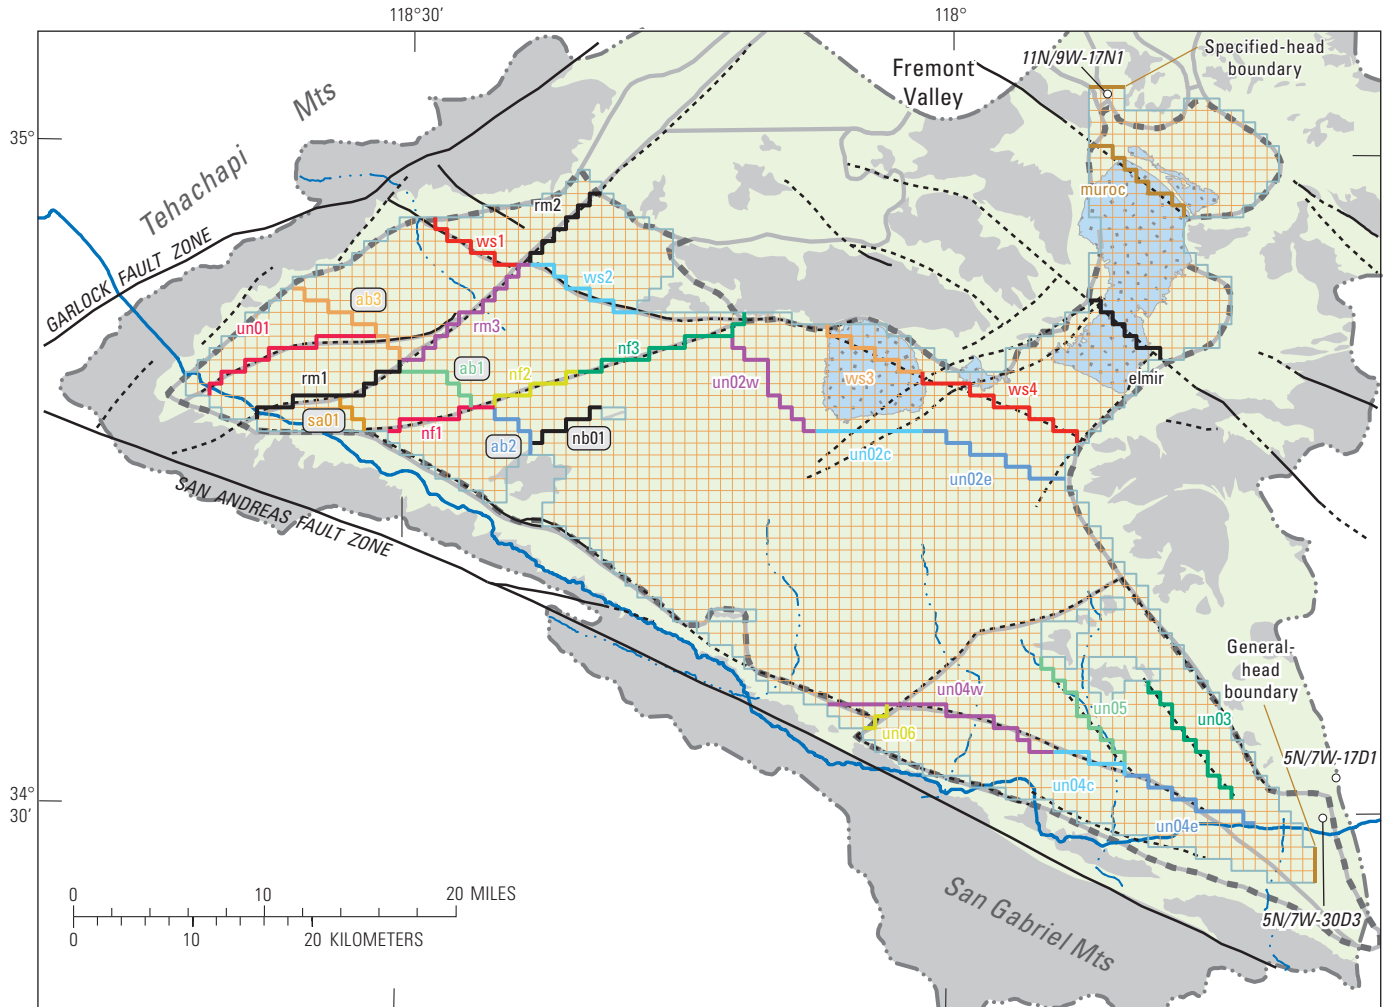 118°30'
118°
Specified-head
boundary
11N/9W-17N1
Fremont
Valley
Tehachapi
Mts
35°
GARLOCK FAULT ZONE
muroc
rm2
ws1
ws2
ab3
un01
rm3
nf3
ab1
nf2
rm1
un02w
ws3
ws4
elmir
sa01
nf1
ab2
nb01
un02c
un02e
SAN ANDREAS FAULT ZONE
General-
head
boundary
un04w
un05
un03
un06
5N/7W-17D1
un04c
34°
30'
un04e
San Gabriel Mts
5N/7W-30D3
0 10 20 MILES
0 10 20 KILOMETERS